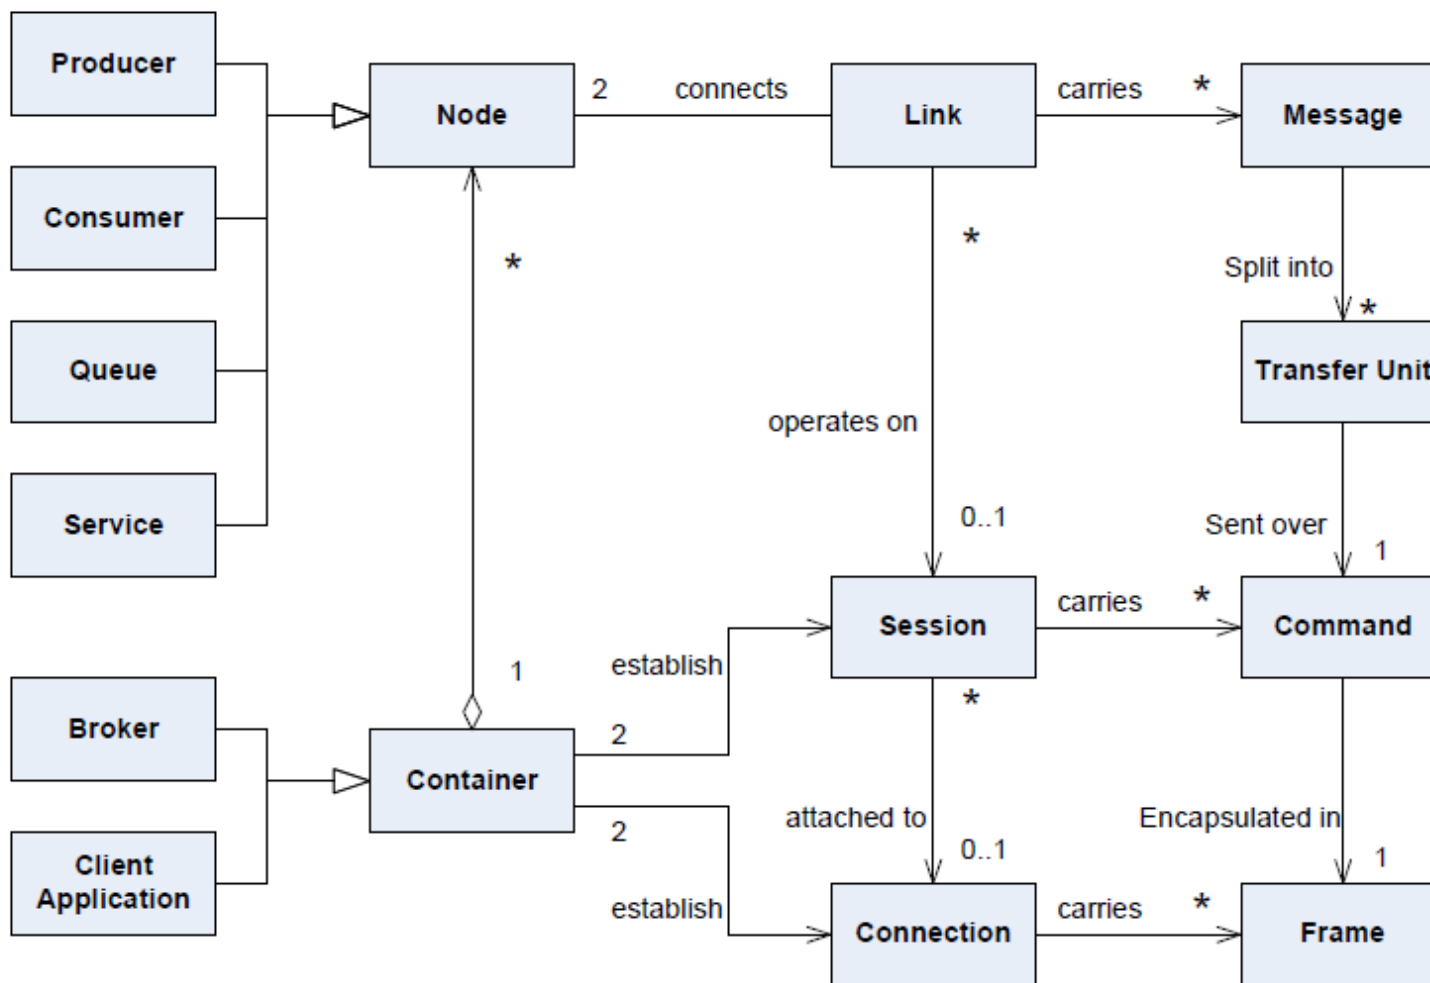 Producer
Node
2
connects
Link
carries
*
Message
Consumer
*
*
Split into
*
Queue
Transfer Unit
operates on
Service
0..1
Sent over
1
Session
carries
*
Command
establish
1
*
Broker
2
Container
attached to
2
Encapsulated in
0..1
1
Client
Application
establish
Connection
carries
*
Frame